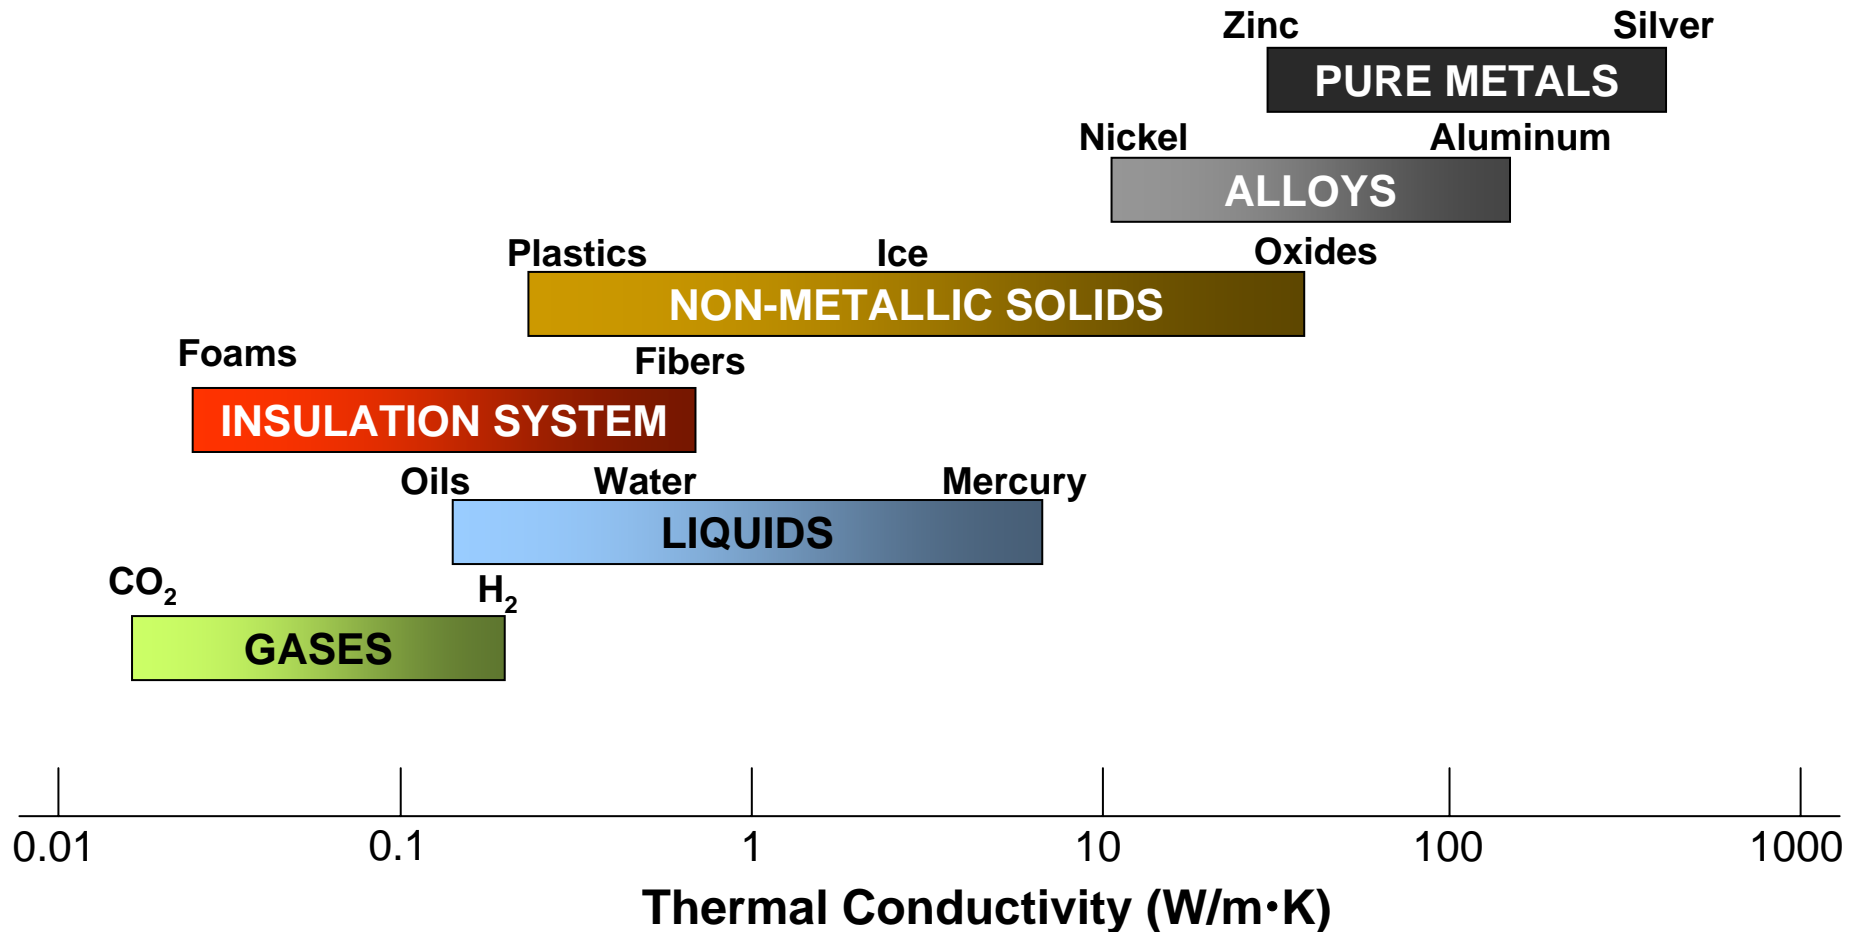 Zinc Silver
PURE METALS
Nickel Aluminum
ALLOYS
Plastics Ice Oxides
NON-METALLIC SOLIDS
Foams Fibers
INSULATION SYSTEM
Oils Water Mercury
LIQUIDS
CO₂ H₂
GASES
0.01 0.1 1 10 100 1000
Thermal Conductivity (W/m·K)